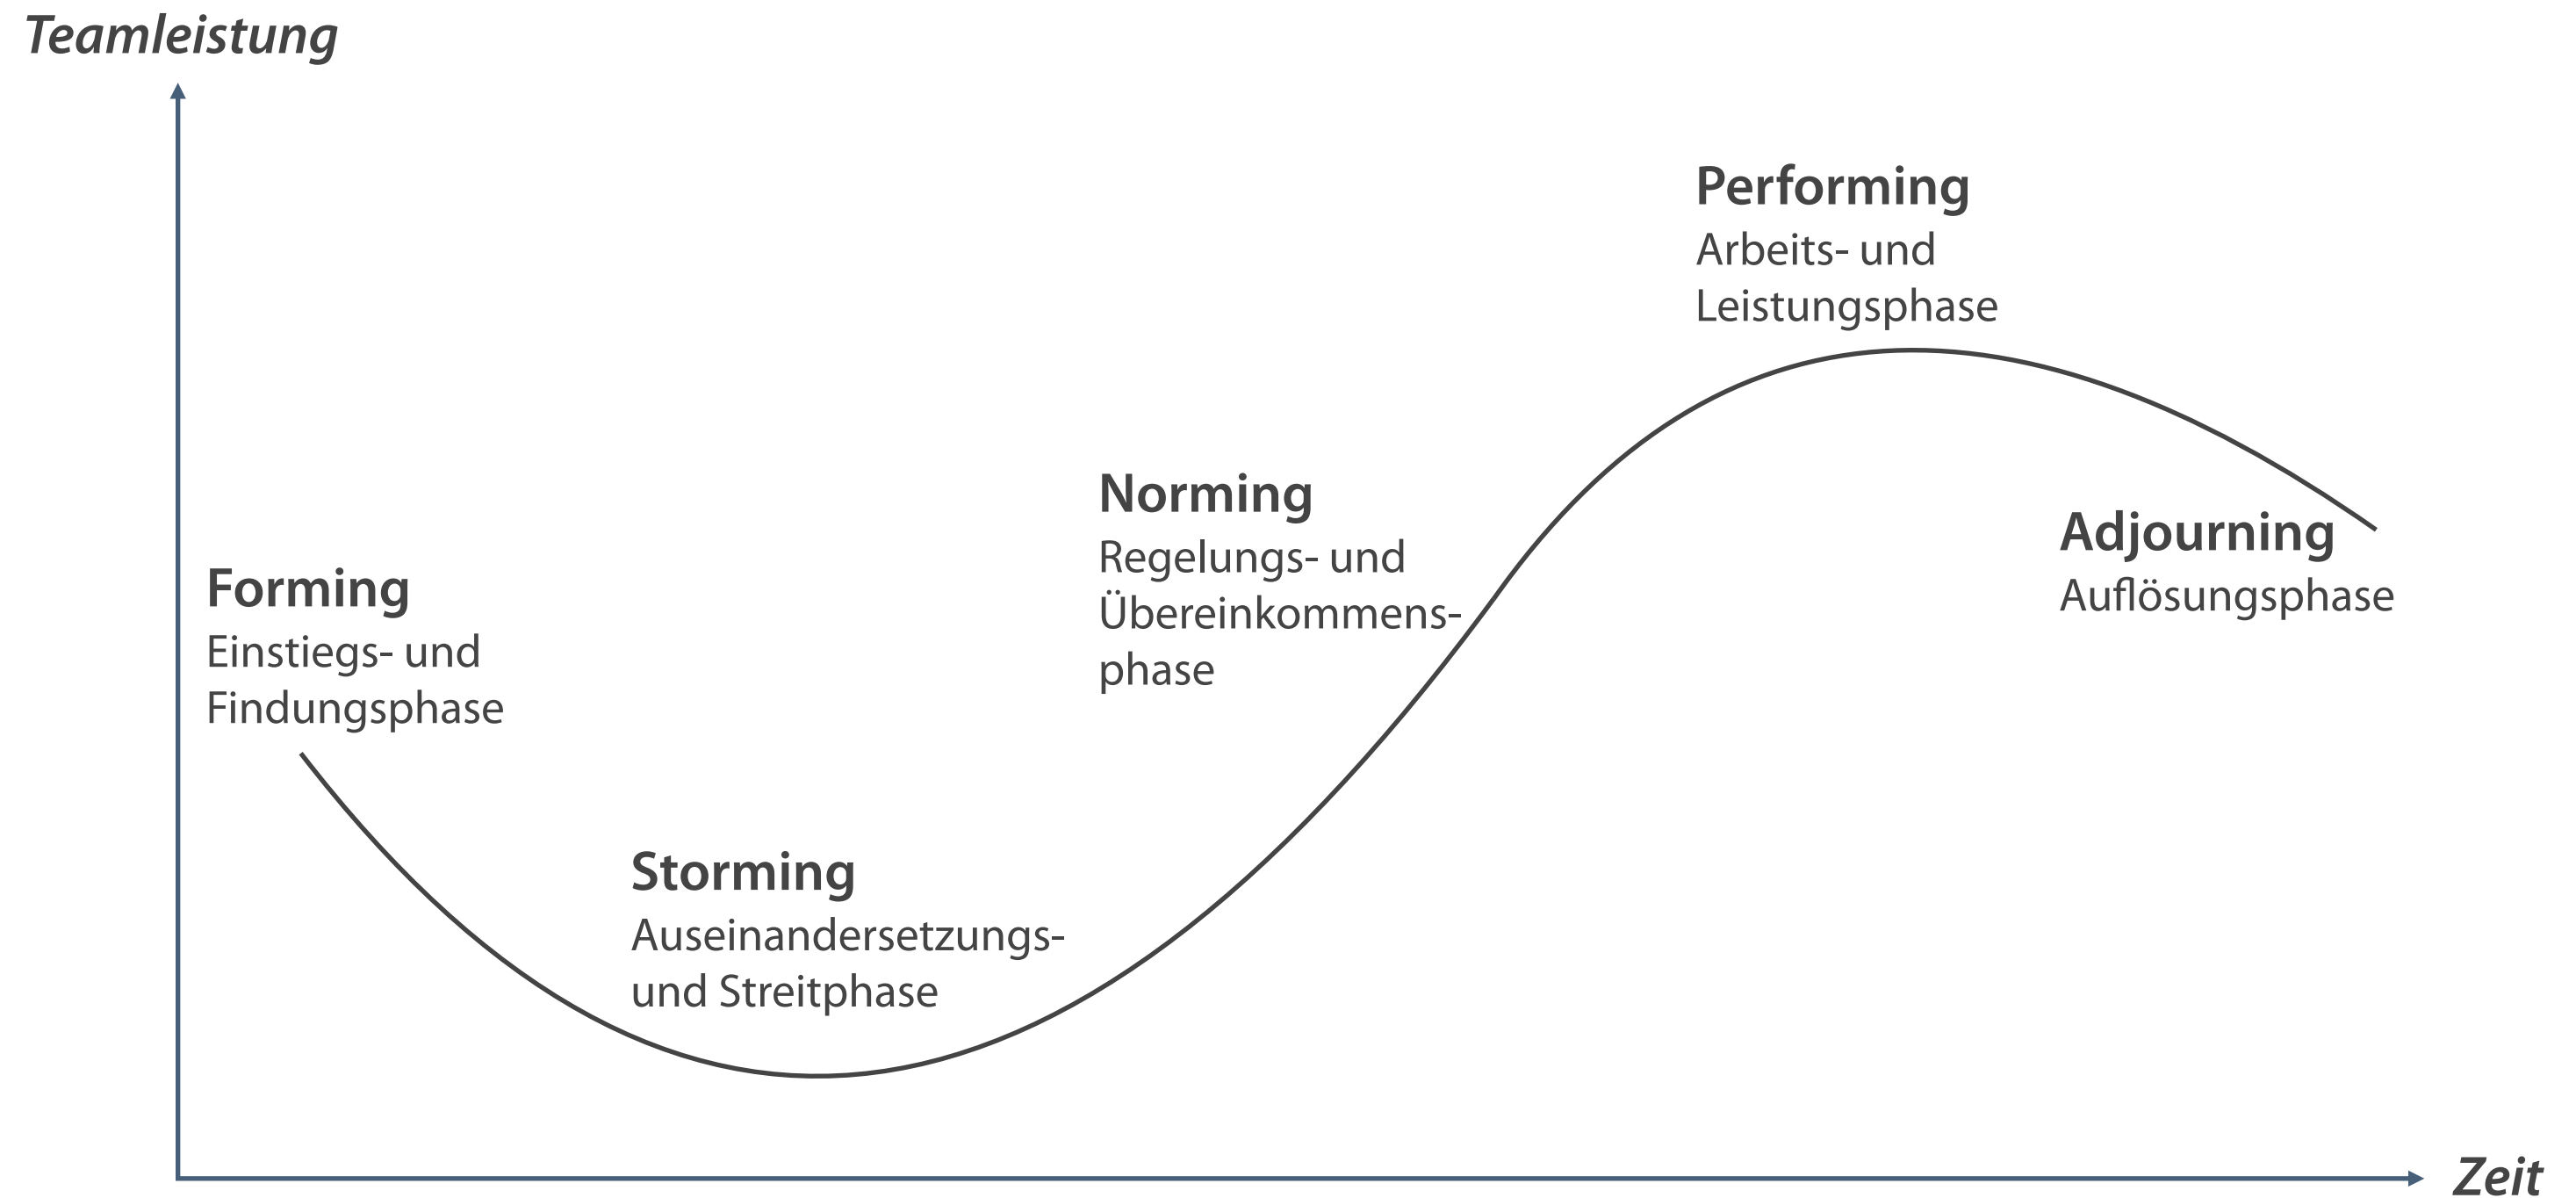 Teamleistung
Performing
Arbeits- und
Leistungsphase
Norming
Regelungs- und
Übereinkommens-
phase
Adjourning
Auflösungsphase
Forming
Einstiegs- und
Findungsphase
Storming
Auseinandersetzungs-
und Streitphase
Zeit